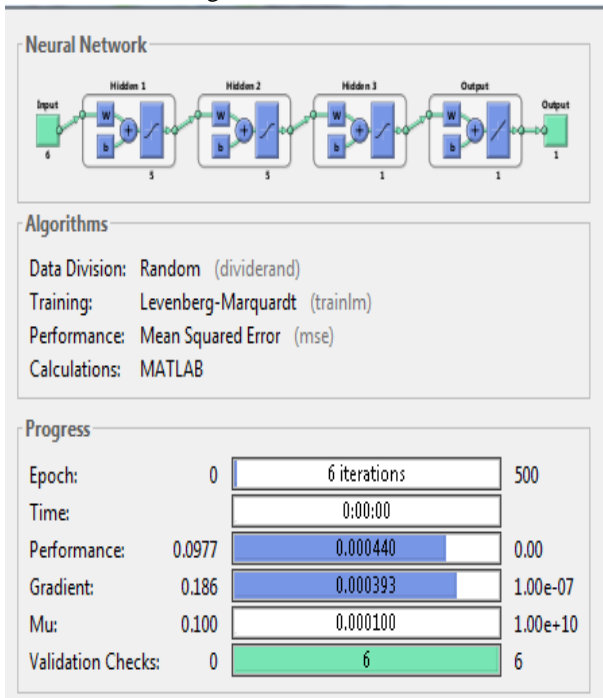 Neural Network
Hidden 1 Hidden 2 Hidden 3 Output
Input Output
W W W W
b b b b
6 5 5 1 1 1
Algorithms
Data Division: Random (dividerand)
Training: Levenberg-Marquardt (trainlm)
Performance: Mean Squared Error (mse)
Calculations: MATLAB
Progress
Epoch: 0 6 iterations 500
Time: 0:00:00
Performance: 0.0977 0.000440 0.00
Gradient: 0.186 0.000393 1.00e-07
Mu: 0.100 0.000100 1.00e+10
Validation Checks: 0 6 6